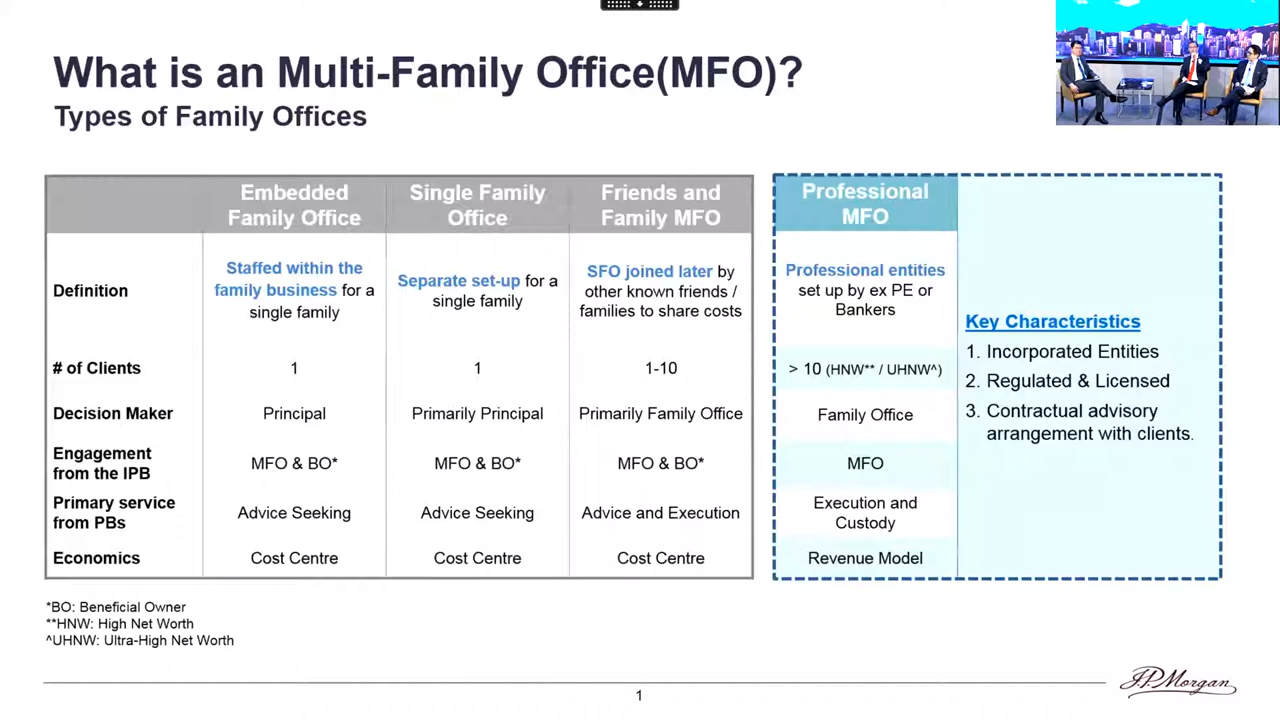 What is an Multi-Family Office(MFO)?
Types of Family Offices
Embedded
Family Office
Single Family
Office
Friends and
Family MFO
Professional
MFO
Definition
Staffed within the
family business for a
single family
Separate set-up for a
single family
SFO joined later by
other known friends /
families to share costs
Professional entities
set up by ex PE or
Bankers
# of Clients
1
1
1-10
> 10 (HNW** / UHNW^)
Decision Maker
Principal
Primarily Principal
Primarily Family Office
Family Office
Engagement
from the IPB
MFO & BO*
MFO & BO*
MFO & BO*
MFO
Primary service
from PBs
Advice Seeking
Advice Seeking
Advice and Execution
Execution and
Custody
Economics
Cost Centre
Cost Centre
Cost Centre
Revenue Model
Key Characteristics
1. Incorporated Entities
2. Regulated & Licensed
3. Contractual advisory
arrangement with clients.
*BO: Beneficial Owner
**HNW: High Net Worth
^UHNW: Ultra-High Net Worth
1
J.P.Morgan